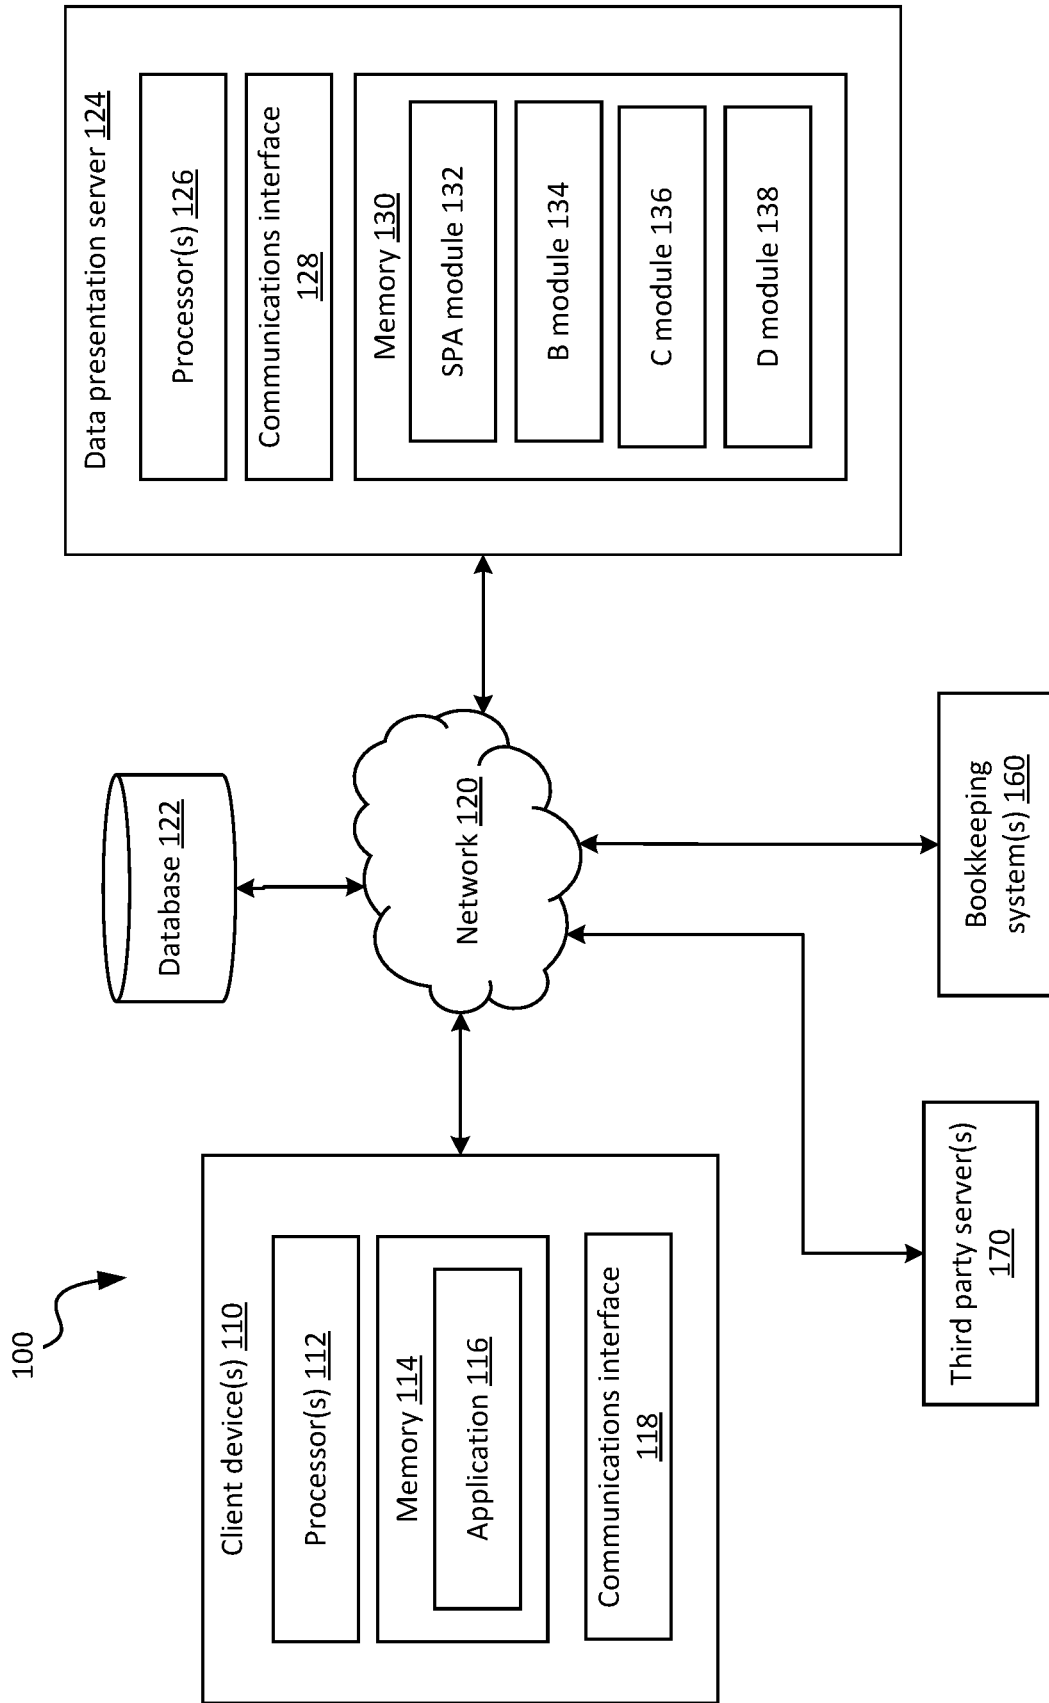 100
Client device(s) 110
Processor(s) 112
Memory 114
Application 116
Communications interface
118
Database 122
Network 120
Data presentation server 124
Processor(s) 126
Communications interface
128
Memory 130
SPA module 132
B module 134
C module 136
D module 138
Third party server(s)
170
Bookkeeping
system(s) 160